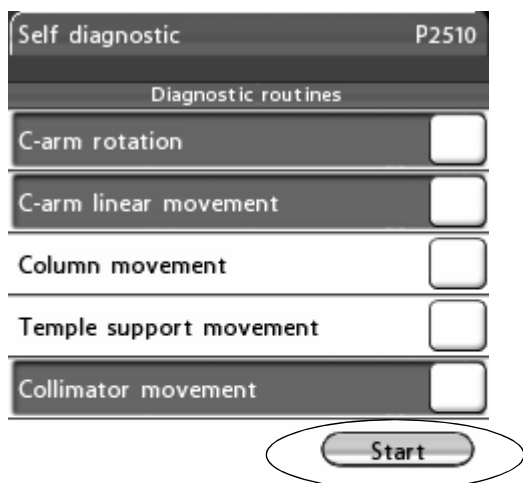 Self diagnostic P2510
Diagnostic routines
C-arm rotation
C-arm linear movement
Column movement
Temple support movement
Collimator movement
Start